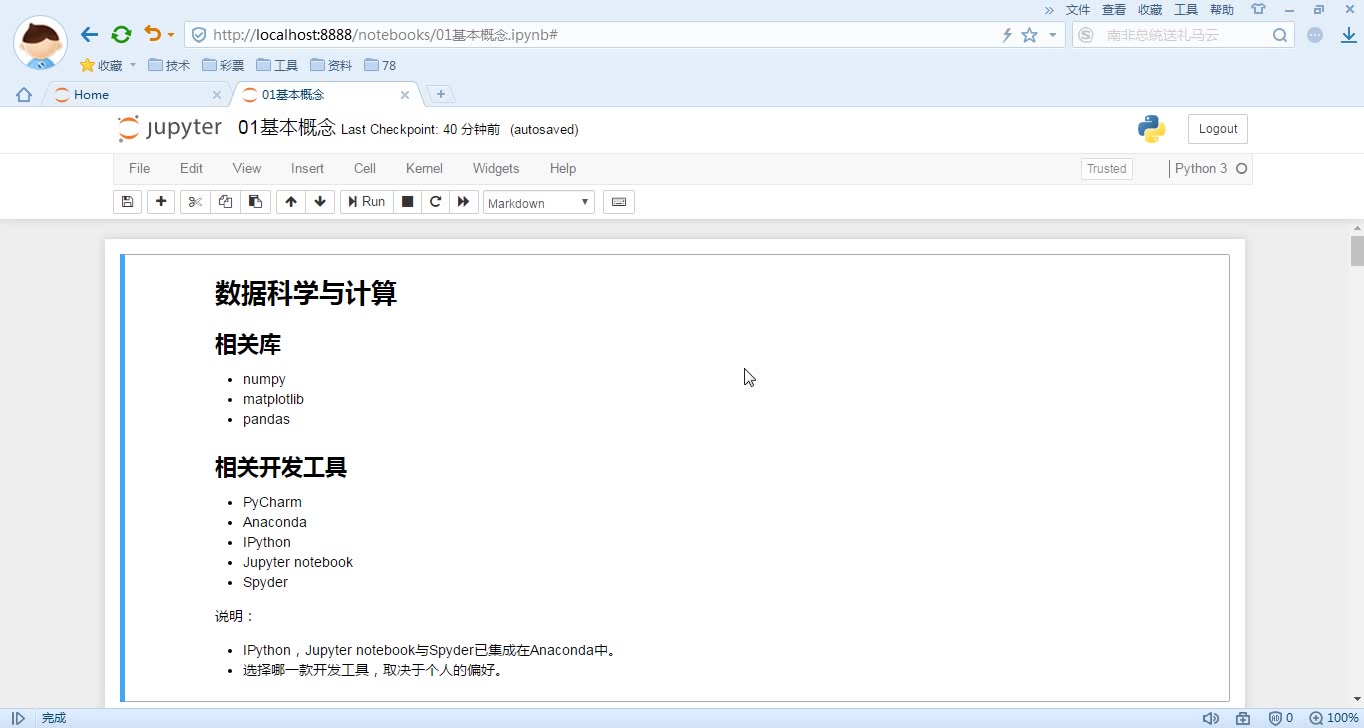 » 文件 查看 收藏 工具 帮助
http://localhost:8888/notebooks/01基本概念.ipynb#
南非总统送礼马云
收藏 技术 彩票 工具 资料 78
Home 01基本概念
jupyter 01基本概念 Last Checkpoint: 40 分钟前 (autosaved)
Logout
File Edit View Insert Cell Kernel Widgets Help
Trusted Python 3
Run Markdown
数据科学与计算
相关库
• numpy
• matplotlib
• pandas
相关开发工具
• PyCharm
• Anaconda
• IPython
• Jupyter notebook
• Spyder
说明：
• IPython，Jupyter notebook与Spyder已集成在Anaconda中。
• 选择哪一款开发工具，取决于个人的偏好。
完成 0 100%